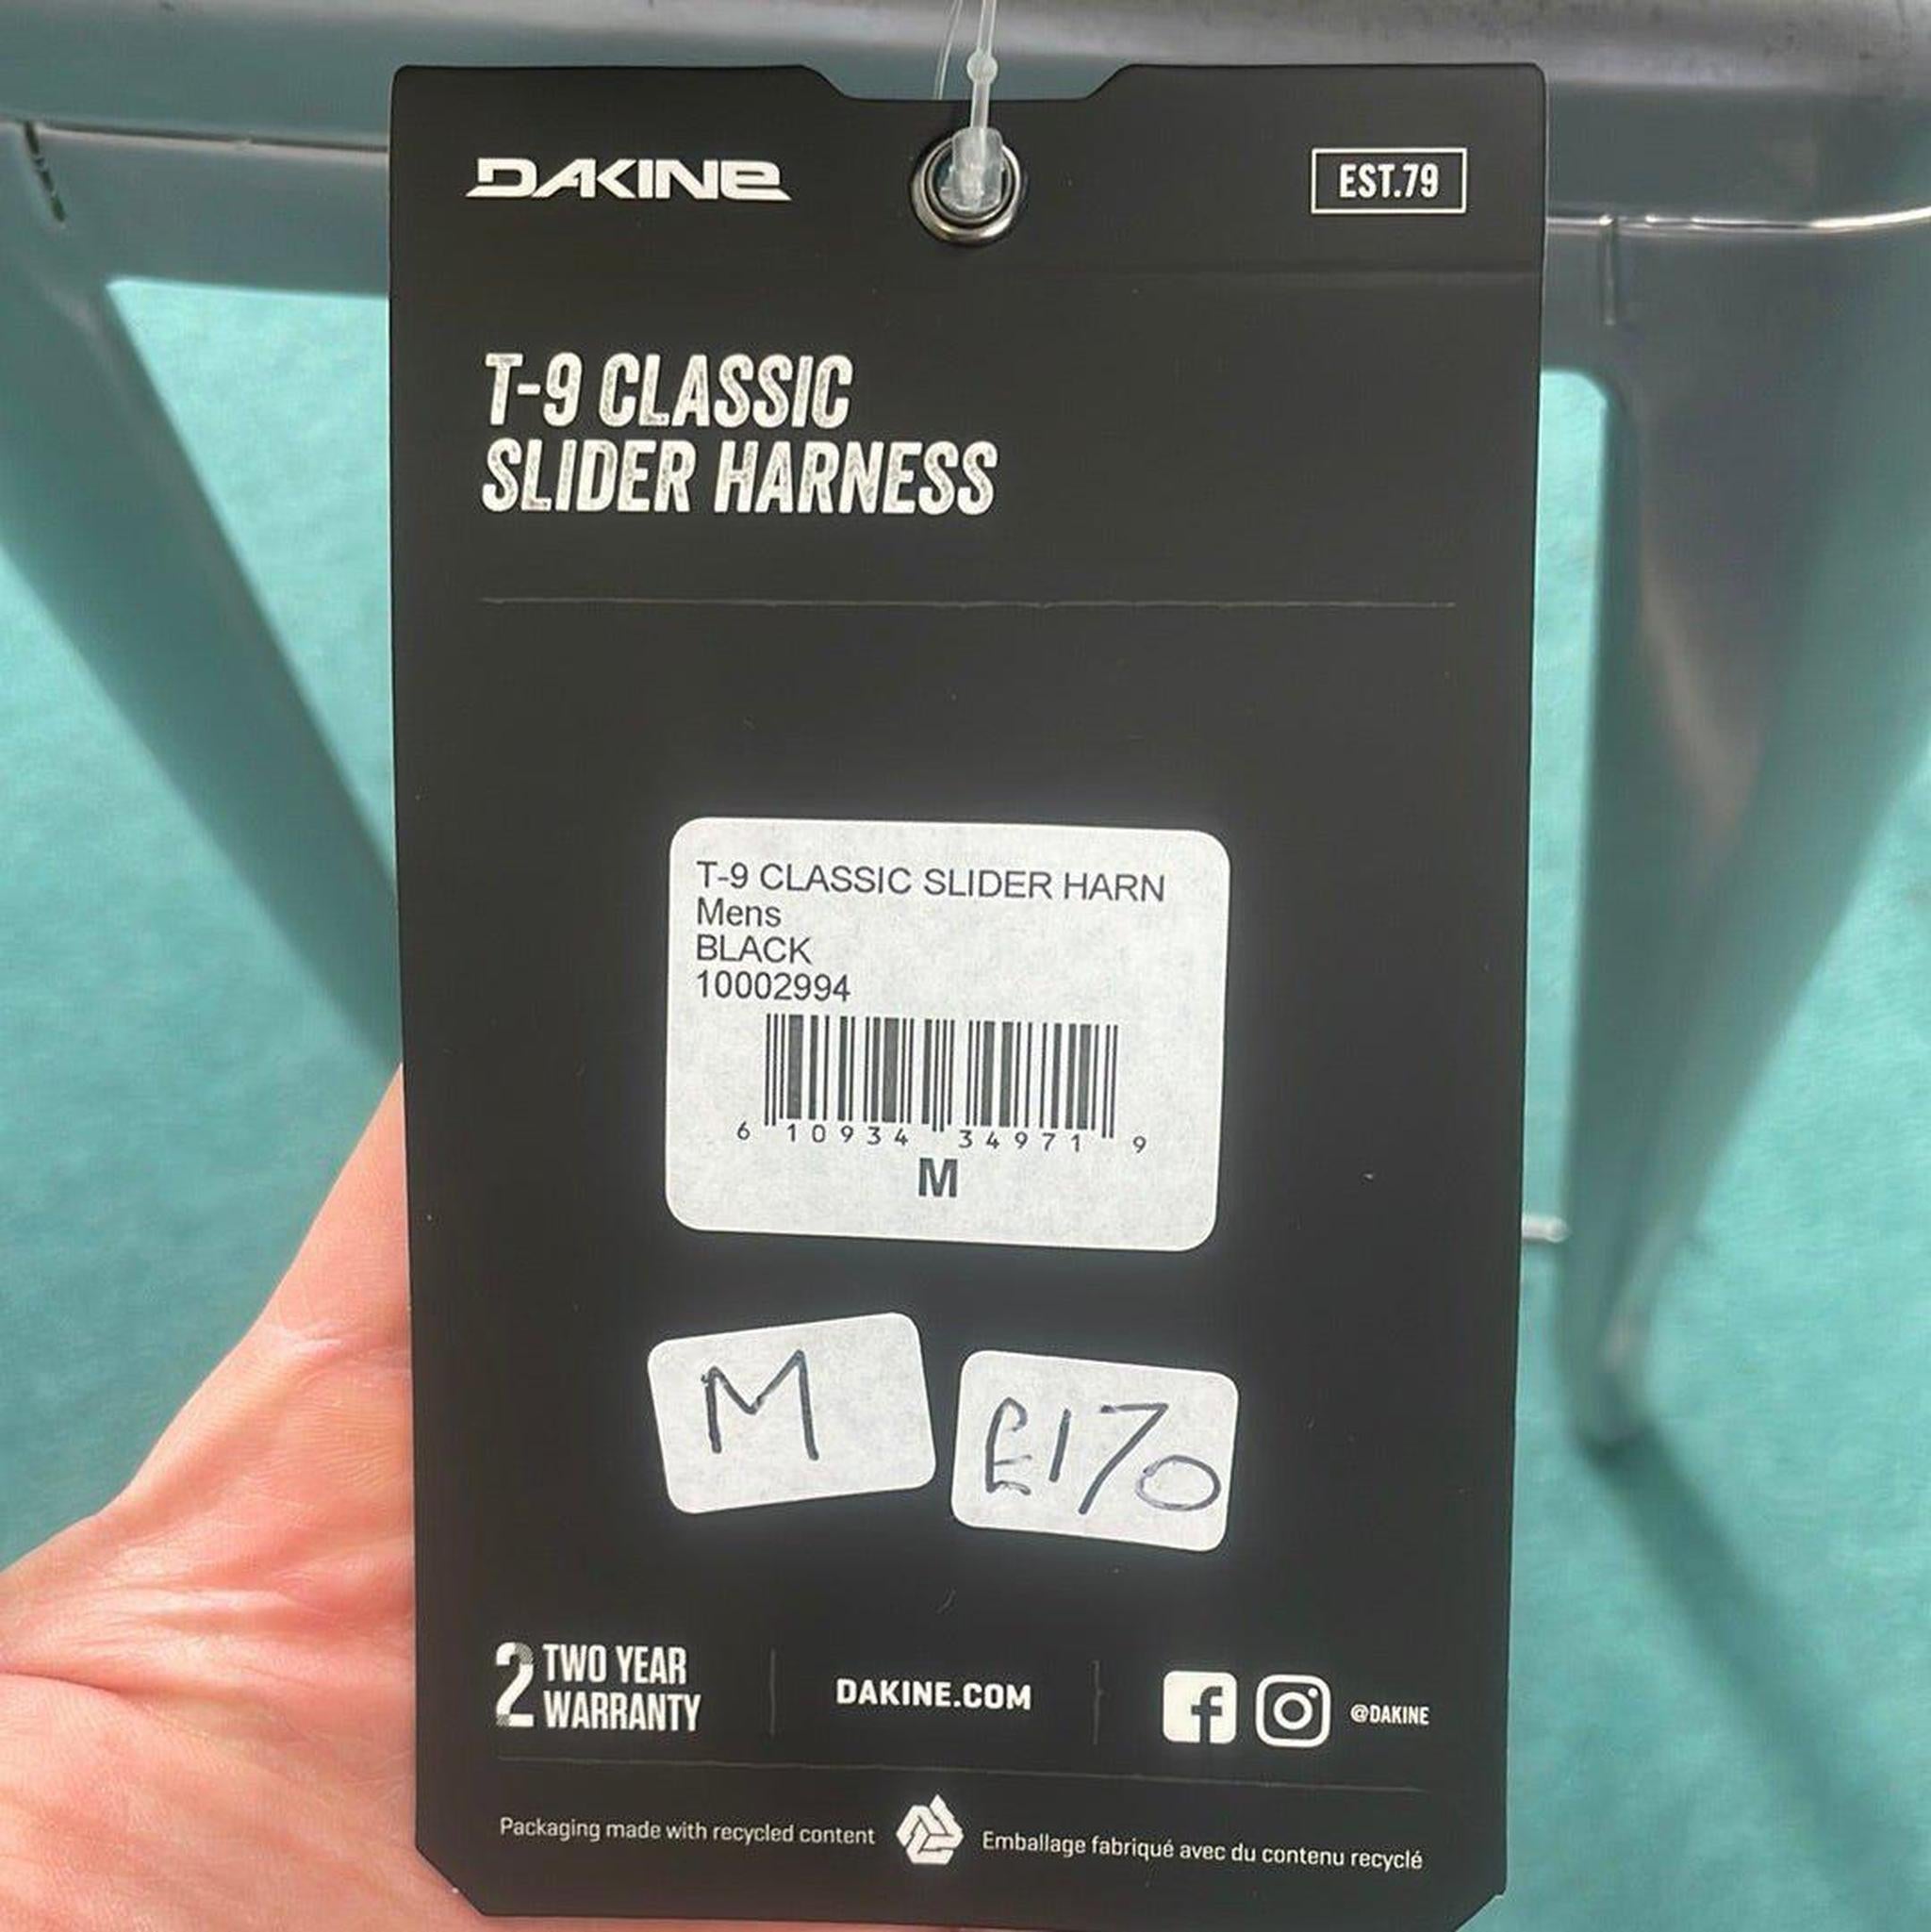 DAKINE
EST.79
T-9 CLASSIC
SLIDER HARNESS
T-9 CLASSIC SLIDER HARN
Mens
BLACK
10002994
6 10934 34971 9
M
M
£170
2 TWO YEAR
WARRANTY
DAKINE.COM
@DAKINE
Packaging made with recycled content
Emballage fabriqué avec du contenu recyclé